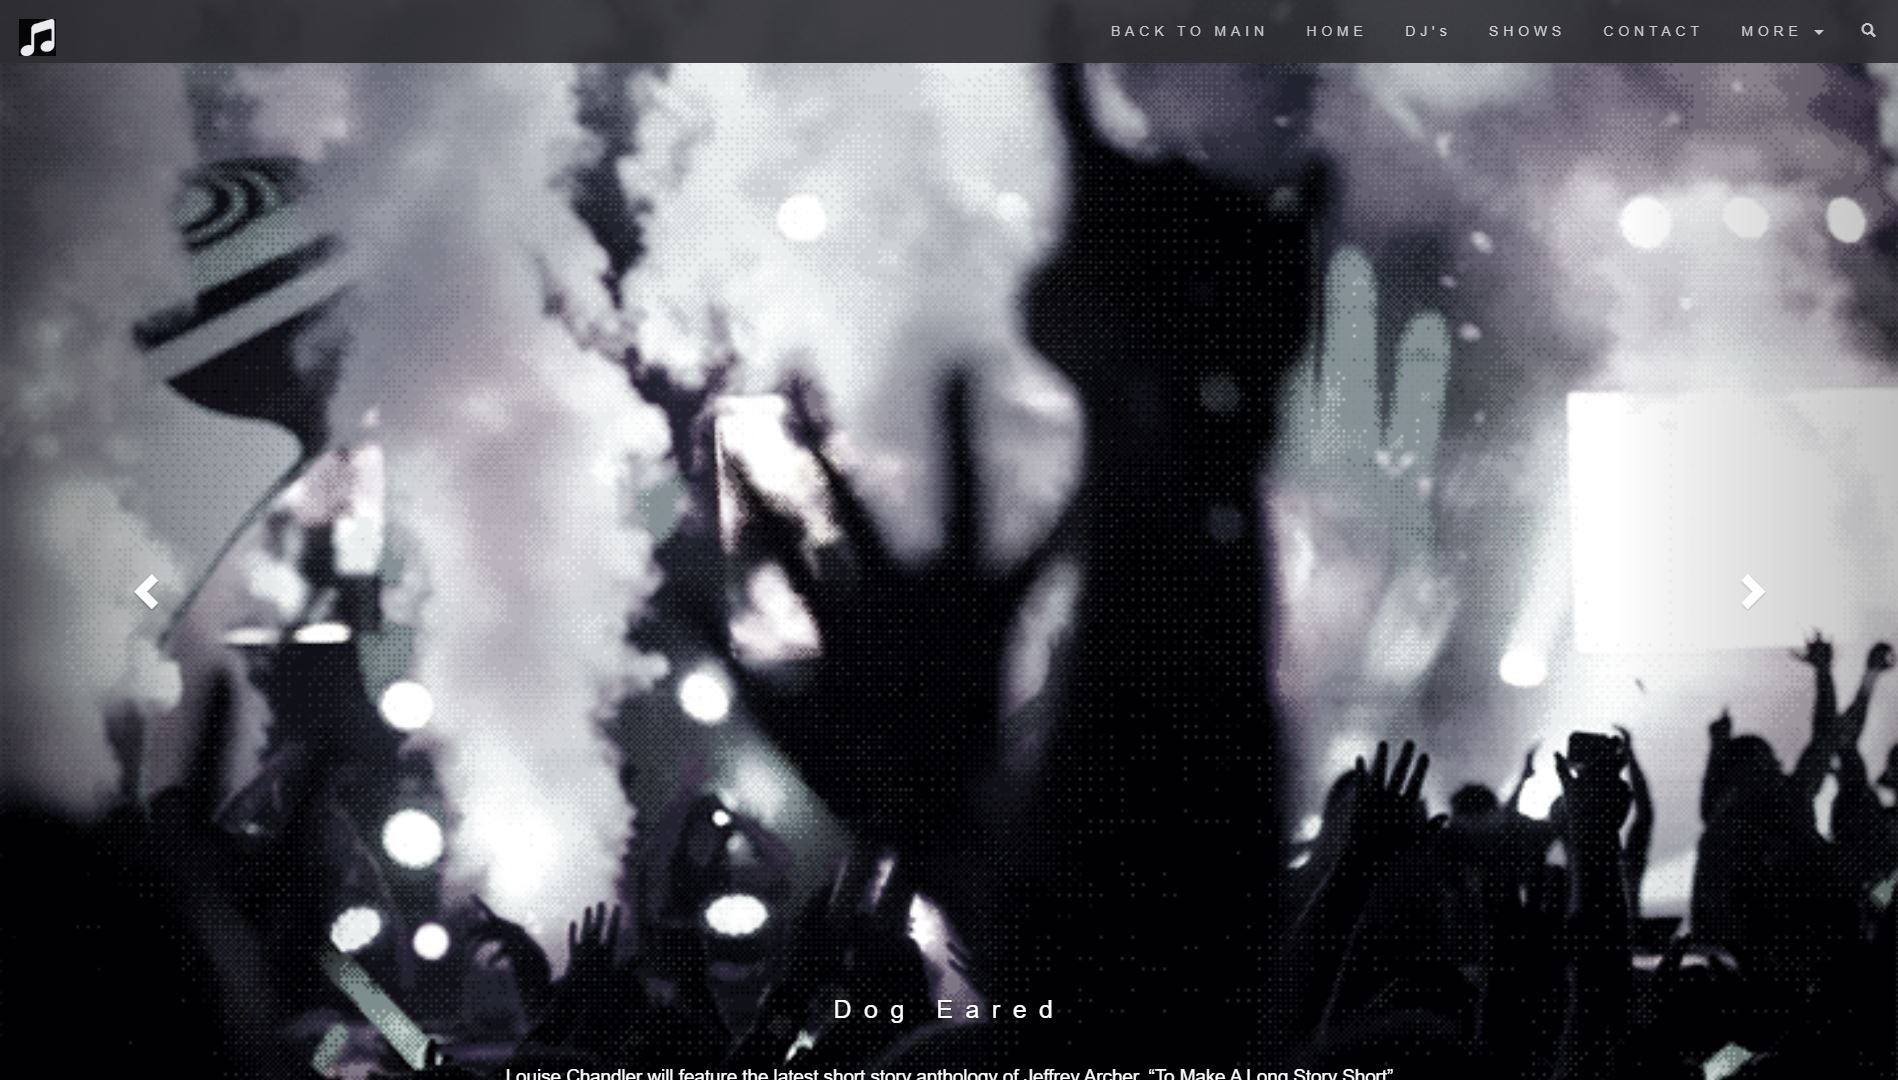 BACK TO MAIN HOME DJ's SHOWS CONTACT MORE
Dog Eared
Louise Chandler will feature the latest short story anthology of Jeffrey Archer, “To Make A Long Story Short”